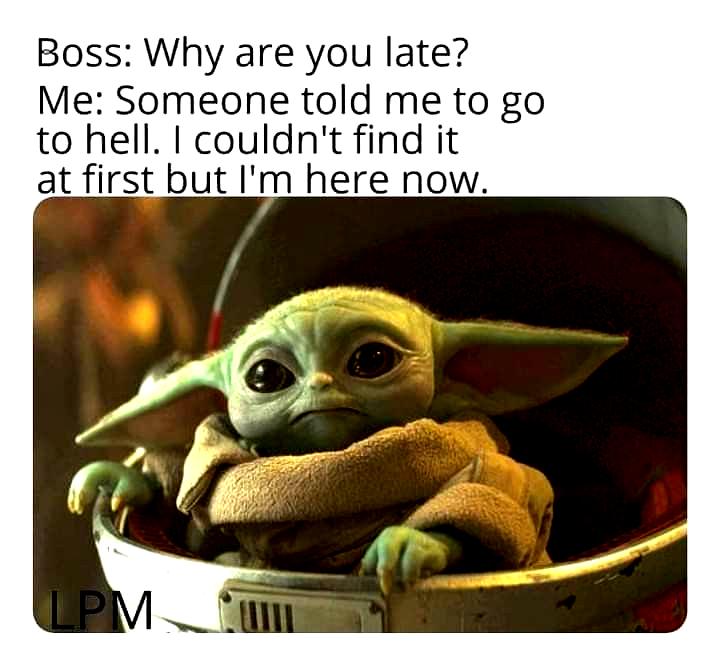 Boss: Why are you late?
Me: Someone told me to go
to hell. I couldn't find it
at first but I'm here now.
LPM